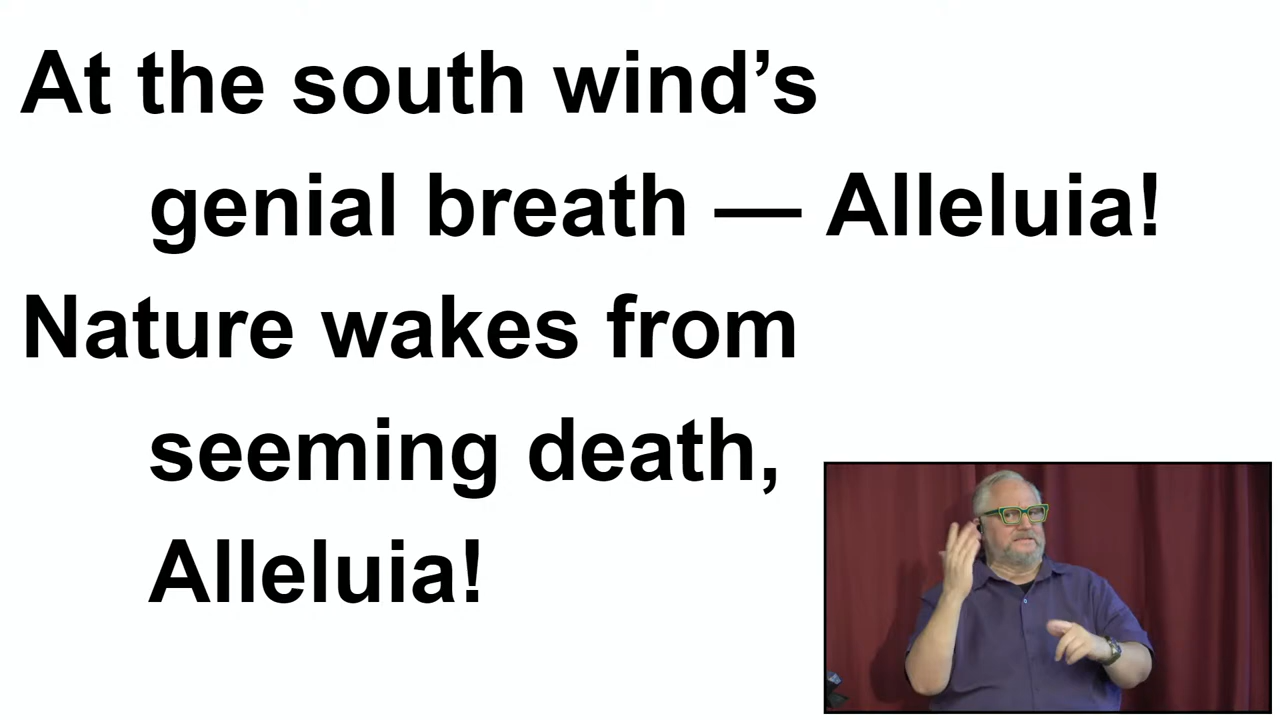 At the south wind’s
genial breath — Alleluia!
Nature wakes from
seeming death,
Alleluia!